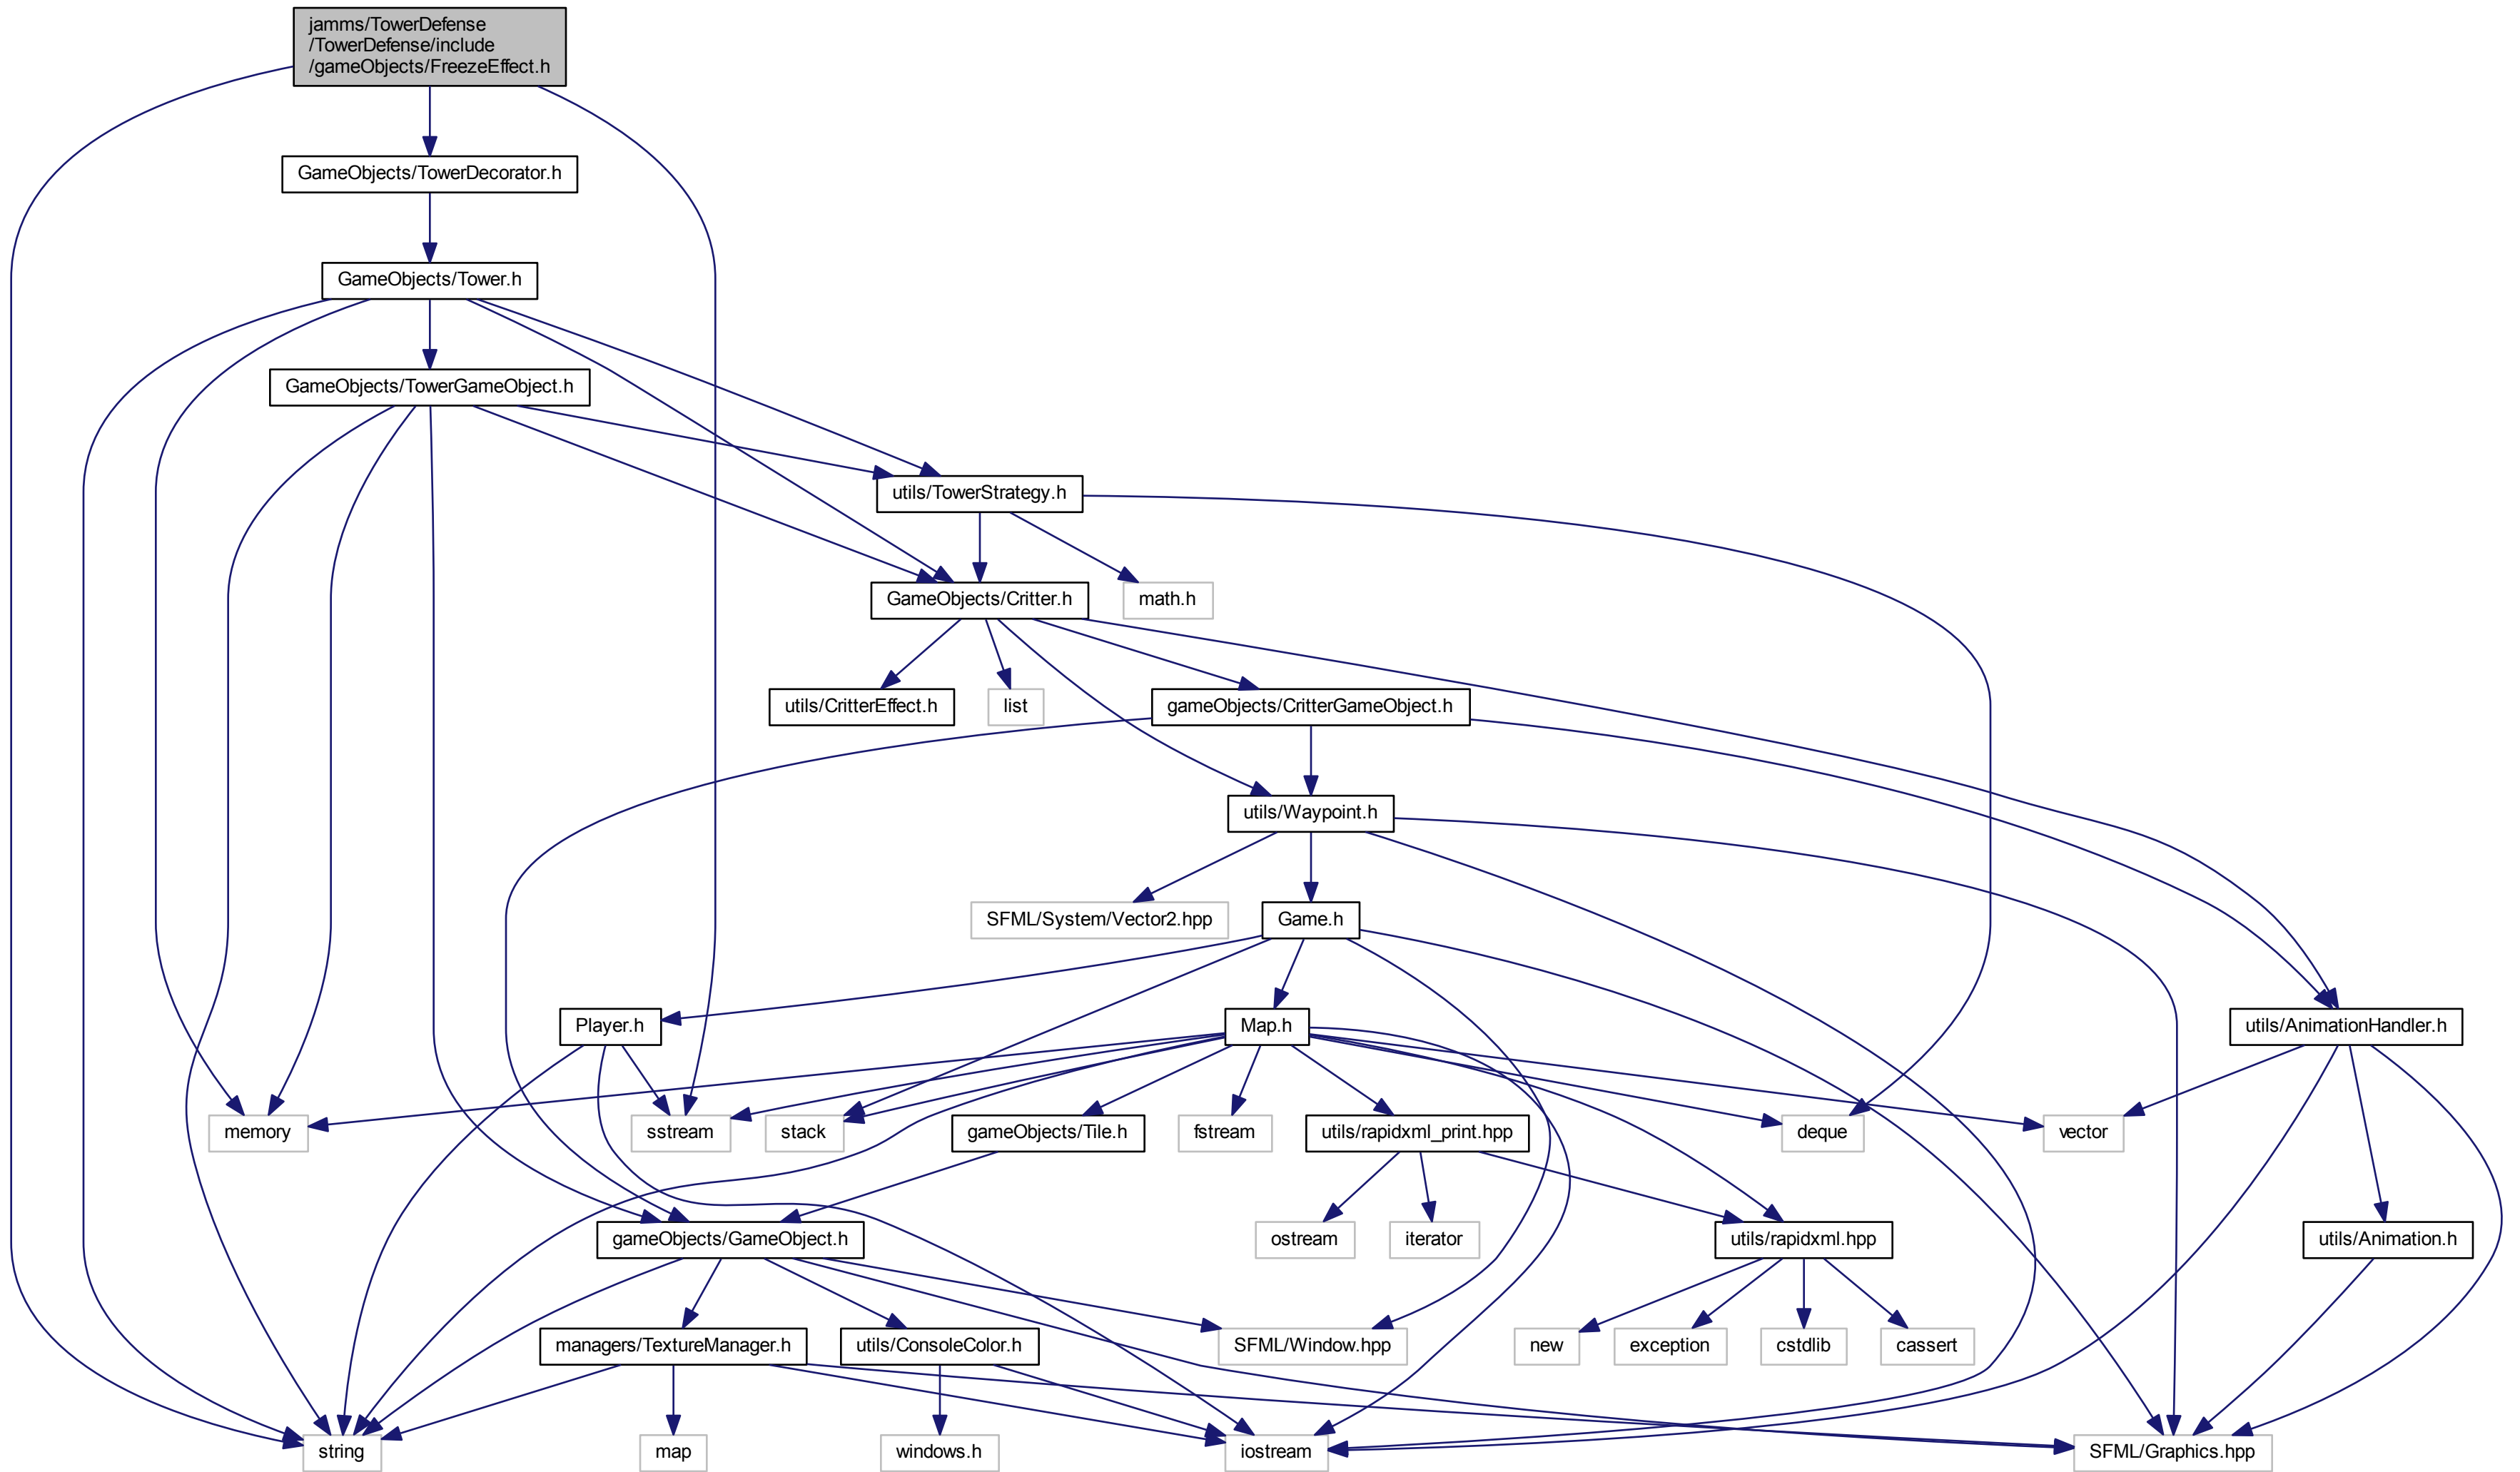 jamms/TowerDefense
/TowerDefense/include
/gameObjects/FreezeEffect.h
GameObjects/TowerDecorator.h
GameObjects/Tower.h
GameObjects/TowerGameObject.h
utils/TowerStrategy.h
GameObjects/Critter.h
math.h
utils/CritterEffect.h
list
gameObjects/CritterGameObject.h
utils/Waypoint.h
SFML/System/Vector2.hpp
Game.h
Player.h
Map.h
utils/AnimationHandler.h
memory
sstream
stack
gameObjects/Tile.h
fstream
utils/rapidxml_print.hpp
deque
vector
gameObjects/GameObject.h
ostream
iterator
utils/rapidxml.hpp
utils/Animation.h
managers/TextureManager.h
utils/ConsoleColor.h
SFML/Window.hpp
new
exception
cstdlib
cassert
string
map
windows.h
iostream
SFML/Graphics.hpp